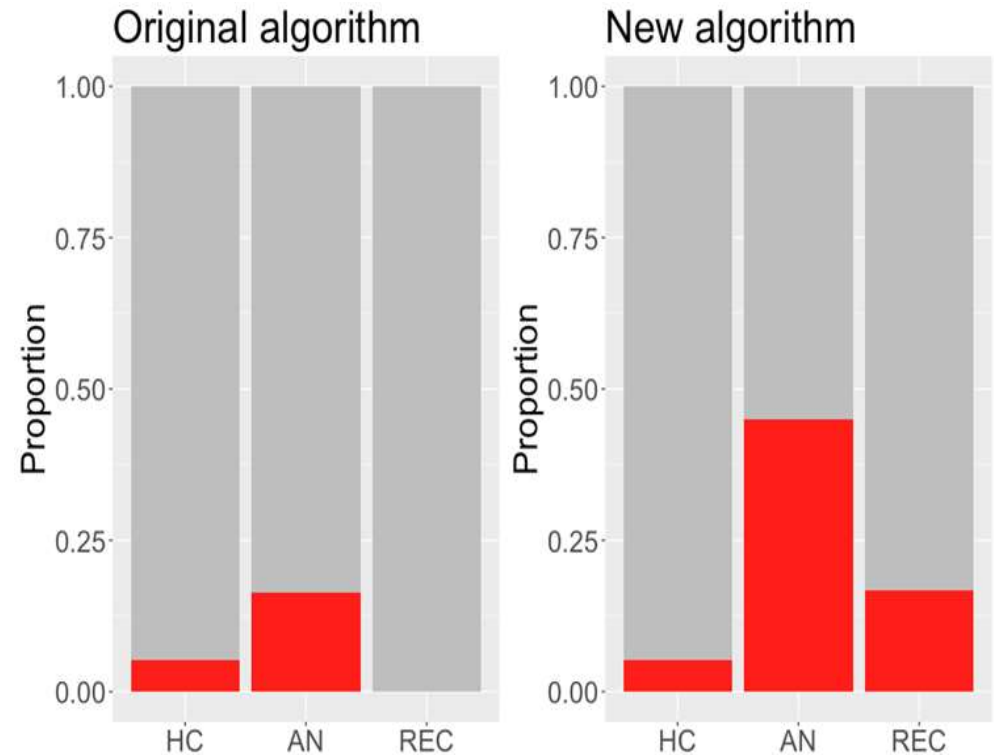 Original algorithm
Proportion
1.00
0.75
0.50
0.25
0.00
HC AN REC
New algorithm
Proportion
1.00
0.75
0.50
0.25
0.00
HC AN REC